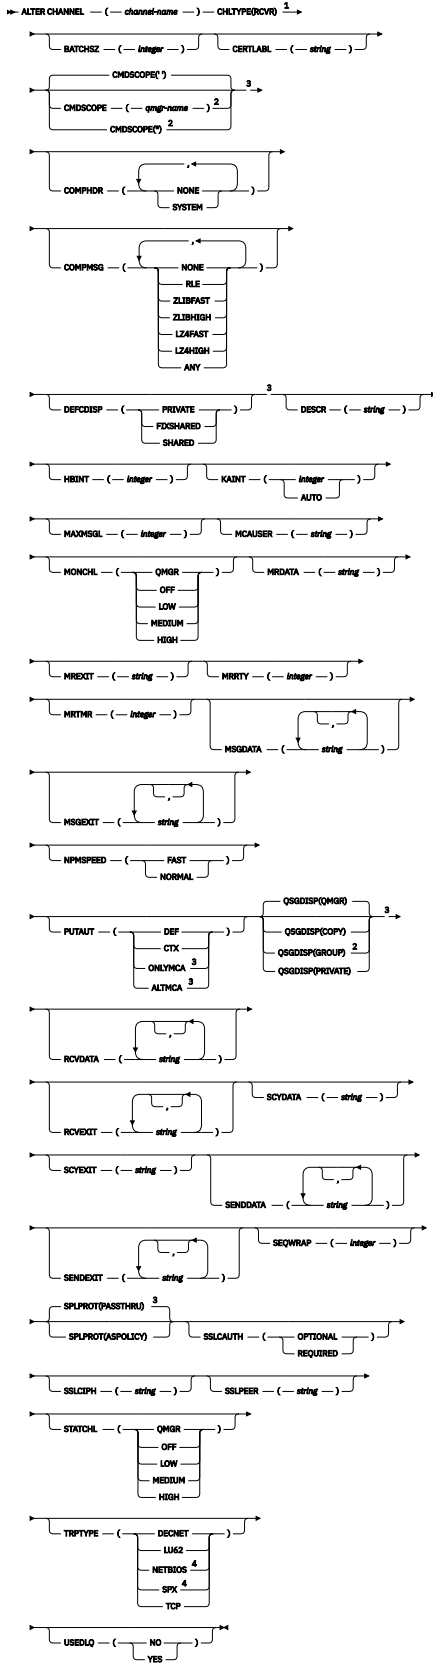 ALTER CHANNEL ( channel-name ) CHLTYPE(RCVR) 1
BATCHSZ ( integer ) CERTLABL ( string )
CMDSCOPE(' ') 3
CMDSCOPE ( qmgr-name ) 2
CMDSCOPE(*) 2
,
COMPHDR ( NONE )
SYSTEM
,
COMPMSG ( NONE )
RLE
ZLIBFAST
ZLIBHIGH
LZ4FAST
LZ4HIGH
ANY
DEFCDISP ( PRIVATE ) 3 DESCR ( string )
FIXSHARED
SHARED
HBINT ( integer ) KAINT ( integer )
AUTO
MAXMSGL ( integer ) MCAUSER ( string )
MONCHL ( QMGR ) MRDATA ( string )
OFF
LOW
MEDIUM
HIGH
MREXIT ( string ) MRRTY ( integer )
MRTMR ( integer )
,
MSGDATA ( string )
,
MSGEXIT ( string )
NPMSPEED ( FAST )
NORMAL
QSGDISP(QMGR) 3
PUTAUT ( DEF ) QSGDISP(COPY)
CTX QSGDISP(GROUP) 2
ONLYMCA 3 QSGDISP(PRIVATE)
ALTMCA 3
,
RCVDATA ( string )
, SCYDATA ( string )
RCVEXIT ( string )
SCYEXIT ( string )
,
SENDDATA ( string )
, SEQWRAP ( integer )
SENDEXIT ( string )
SPLPROT(PASSTHRU) 3
SPLPROT(ASPOLICY) SSLCAUTH ( OPTIONAL )
REQUIRED
SSLCIPH ( string ) SSLPEER ( string )
STATCHL ( QMGR )
OFF
LOW
MEDIUM
HIGH
TRPTYPE ( DECNET )
LU62
NETBIOS 4
SPX 4
TCP
USEDLQ ( NO )
YES